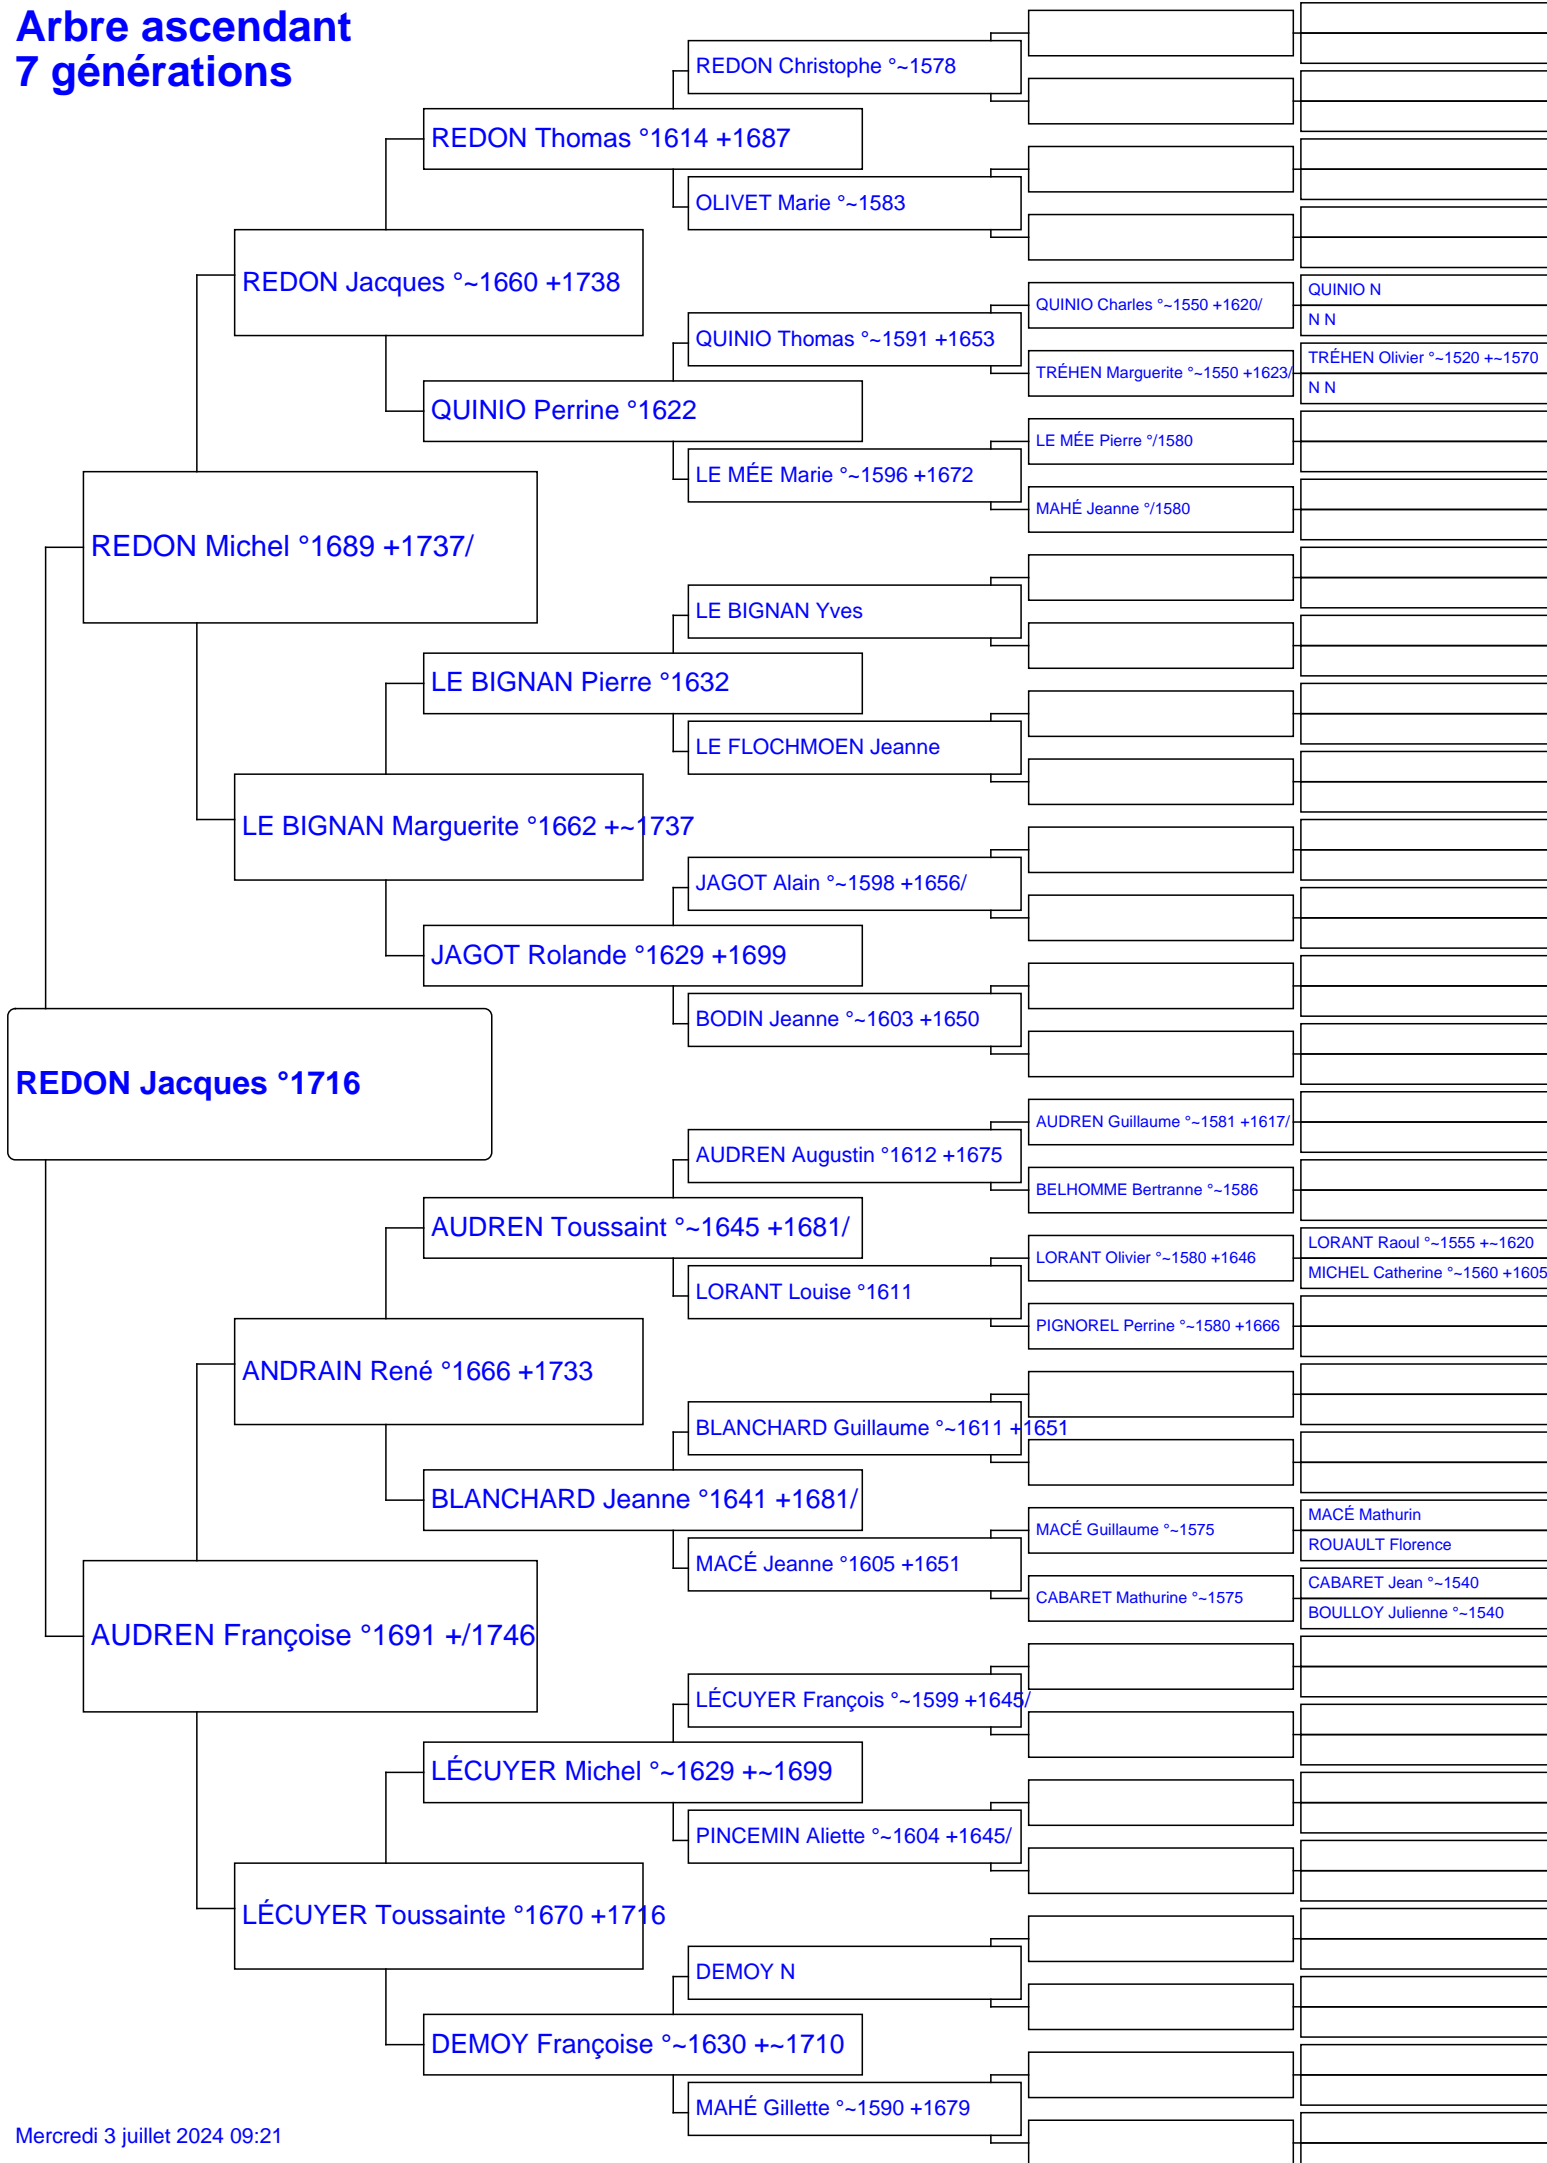 Arbre ascendant
7 générations
REDON Christophe °~1578
REDON Thomas °1614 +1687
OLIVET Marie °~1583
REDON Jacques °~1660 +1738
QUINIO N
QUINIO Charles °~1550 +1620/
N N
QUINIO Thomas °~1591 +1653
TRÉHEN Olivier °~1520 +~1570
TRÉHEN Marguerite °~1550 +1623/
N N
QUINIO Perrine °1622
LE MÉE Pierre °/1580
LE MÉE Marie °~1596 +1672
MAHÉ Jeanne °/1580
REDON Michel °1689 +1737/
LE BIGNAN Yves
LE BIGNAN Pierre °1632
LE FLOCHMOEN Jeanne
LE BIGNAN Marguerite °1662 +~1737
JAGOT Alain °~1598 +1656/
JAGOT Rolande °1629 +1699
BODIN Jeanne °~1603 +1650
REDON Jacques °1716
AUDREN Guillaume °~1581 +1617/
AUDREN Augustin °1612 +1675
BELHOMME Bertranne °~1586
AUDREN Toussaint °~1645 +1681/
LORANT Raoul °~1555 +~1620
LORANT Olivier °~1580 +1646
MICHEL Catherine °~1560 +1605
LORANT Louise °1611
PIGNOREL Perrine °~1580 +1666
ANDRAIN René °1666 +1733
BLANCHARD Guillaume °~1611 +1651
BLANCHARD Jeanne °1641 +1681/
MACÉ Mathurin
MACÉ Guillaume °~1575
ROUAULT Florence
MACÉ Jeanne °1605 +1651
CABARET Jean °~1540
CABARET Mathurine °~1575
BOULLOY Julienne °~1540
AUDREN Françoise °1691 +/1746
LÉCUYER François °~1599 +1645/
LÉCUYER Michel °~1629 +~1699
PINCEMIN Aliette °~1604 +1645/
LÉCUYER Toussainte °1670 +1716
DEMOY N
DEMOY Françoise °~1630 +~1710
MAHÉ Gillette °~1590 +1679
Mercredi 3 juillet 2024 09:21